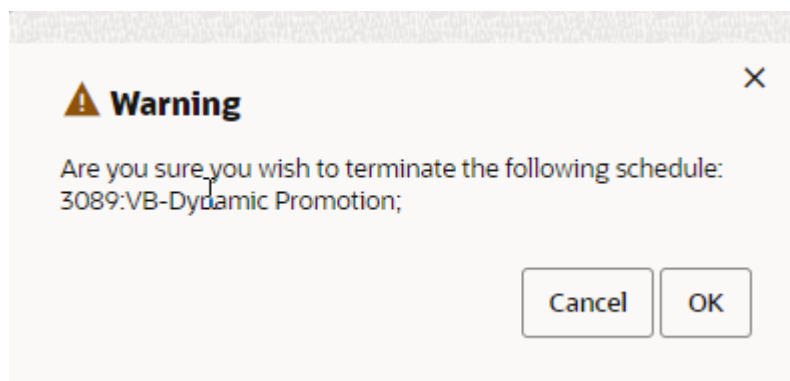 Warning
Are you sure you wish to terminate the following schedule:
3089:VB-Dynamic Promotion;
Cancel OK